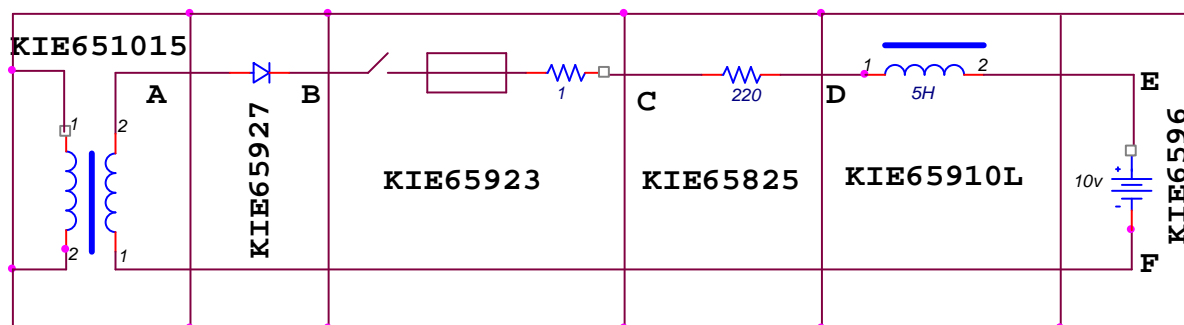 KIE651015
1
2
2
1
A
KIE65927
B
KIE65923
1
C
KIE65825
220
D
1
2
5H
KIE65910L
E
10v
+
-
KIE6596
F